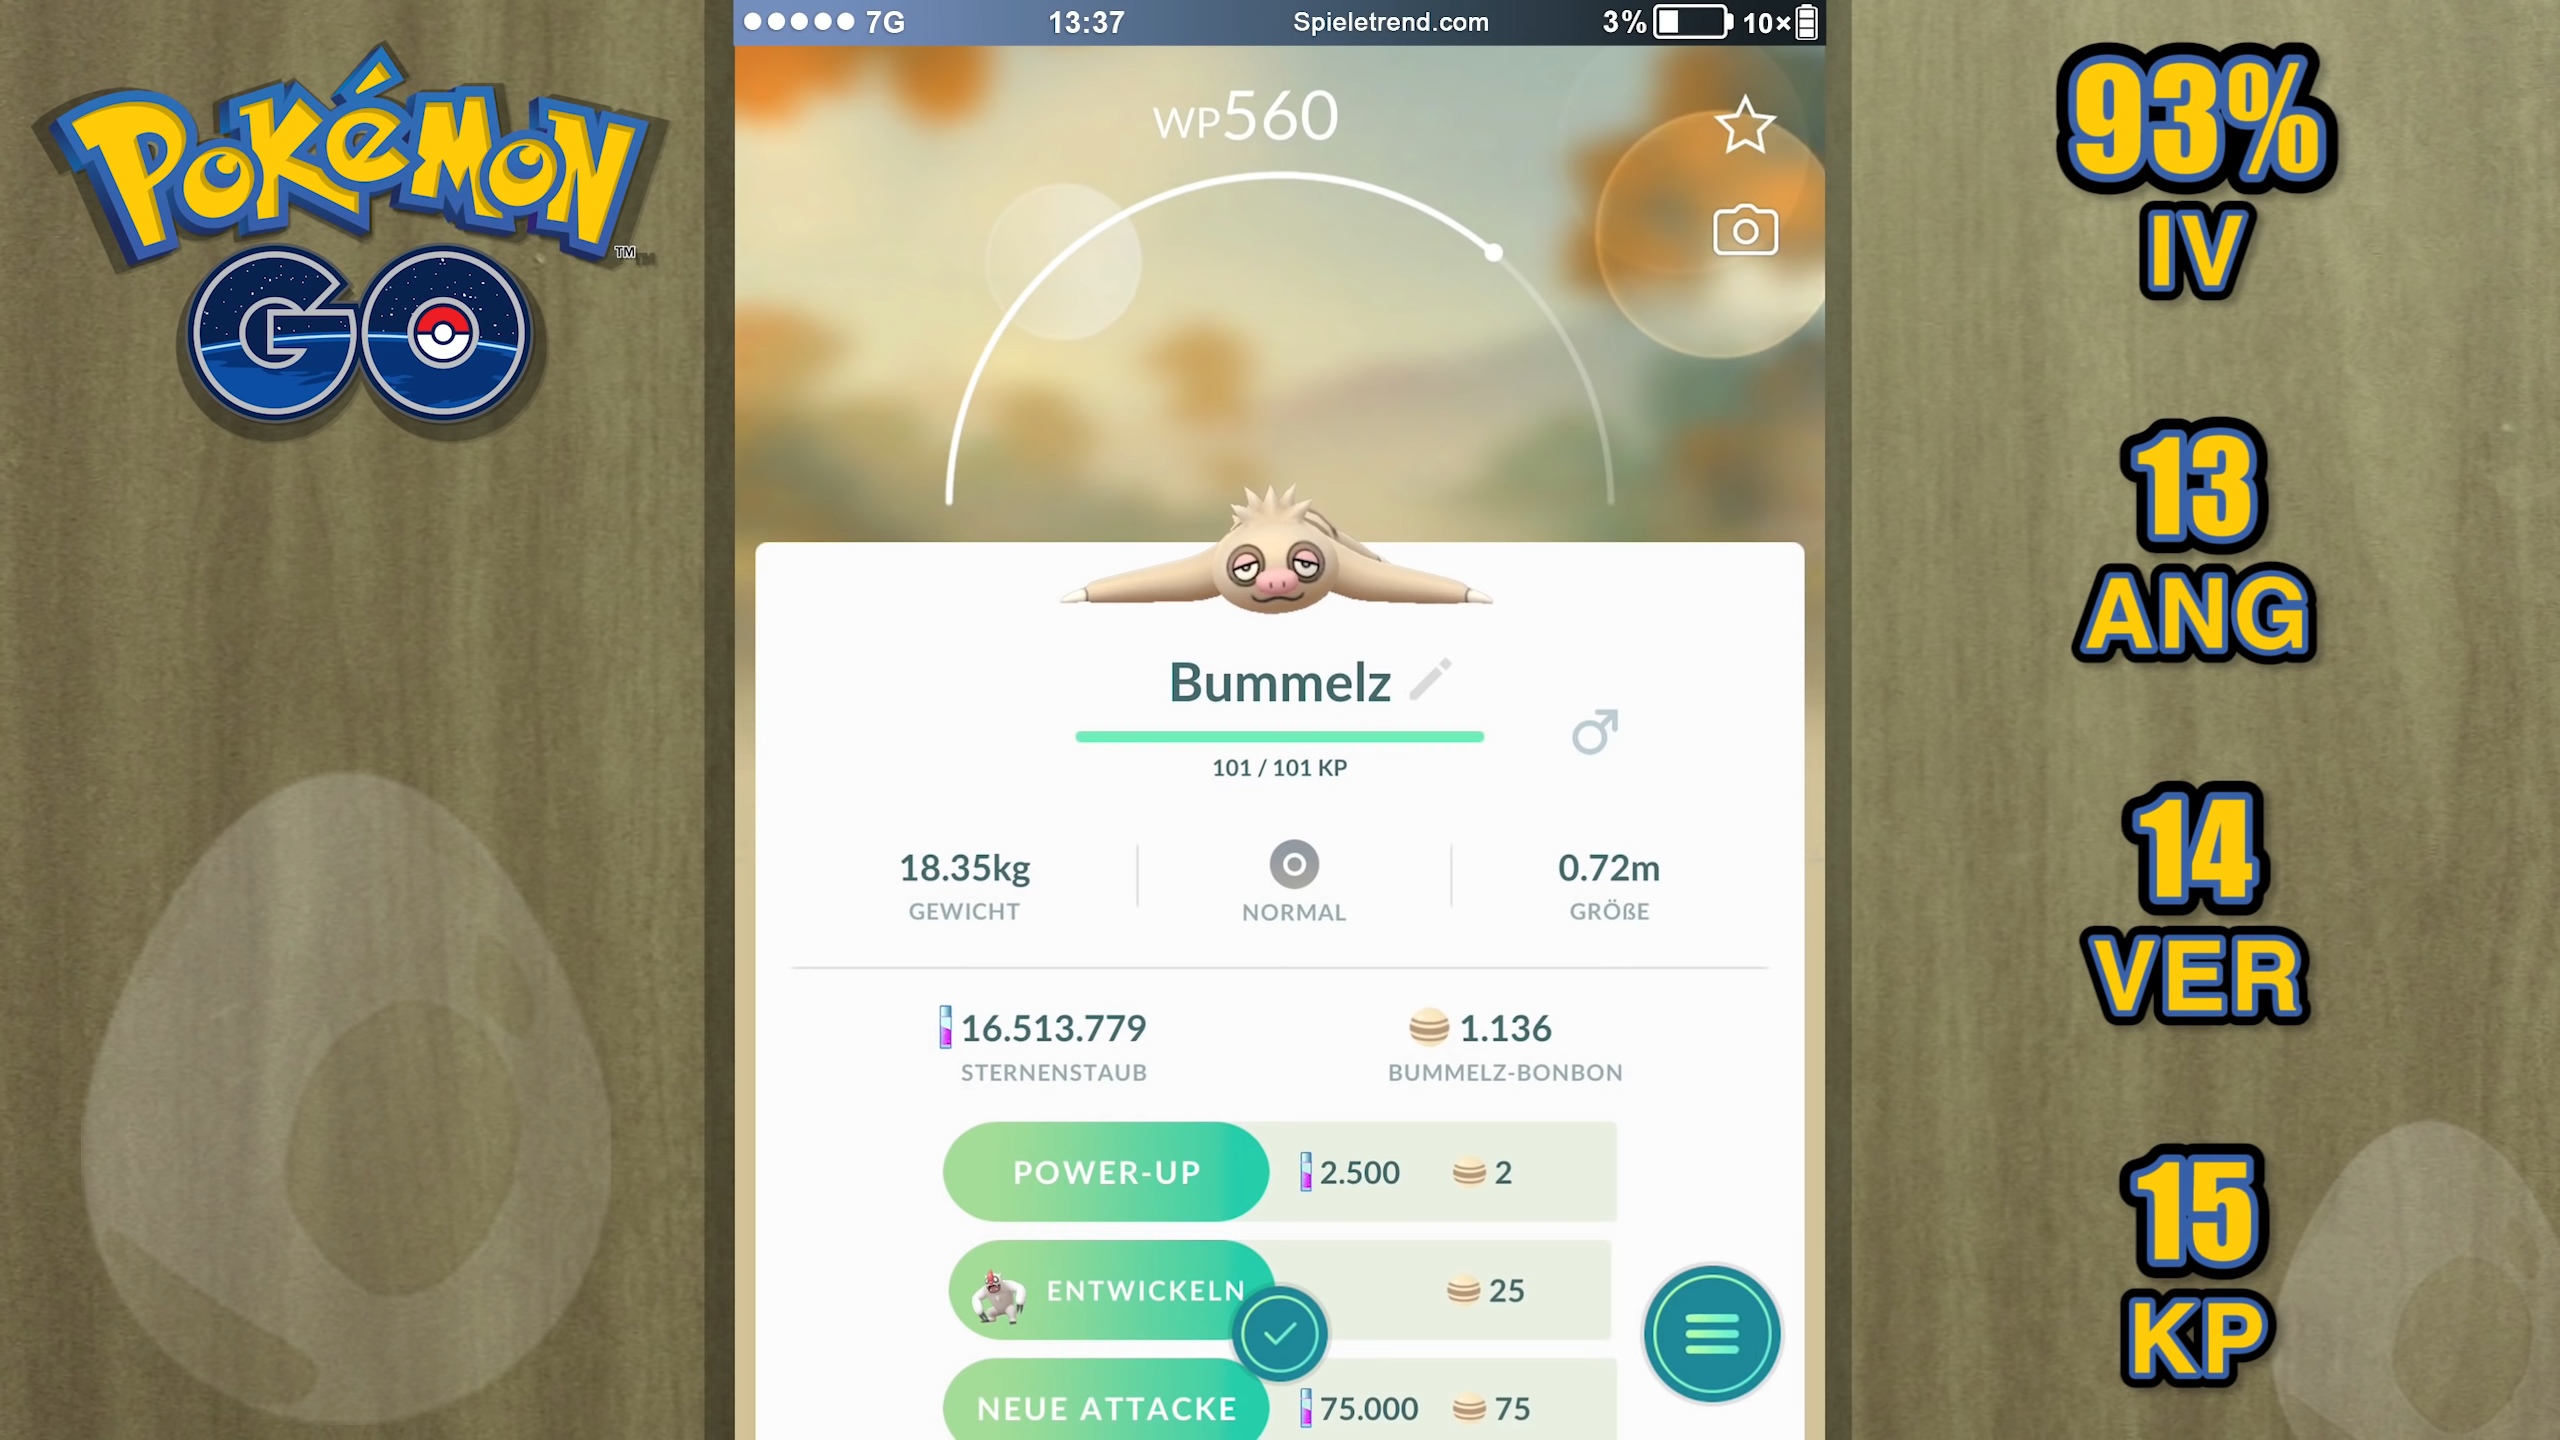 7G 13:37 Spieletrend.com 3% 10×
POKéMON
TM
GO
WP560
Bummelz
101 / 101 KP
18.35kg
GEWICHT
NORMAL
0.72m
GRÖßE
16.513.779
STERNENSTAUB
1.136
BUMMELZ-BONBON
POWER-UP 2.500 2
ENTWICKELN 25
NEUE ATTACKE 75.000 75
93%
IV
13
ANG
14
VER
15
KP